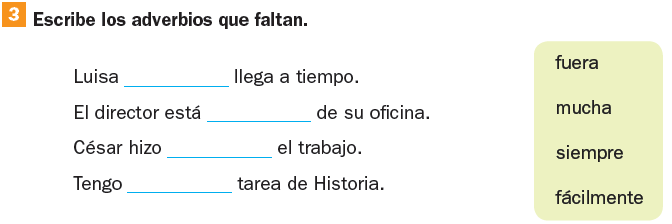 3 Escribe los adverbios que faltan.
Luisa __________ llega a tiempo.
El director está __________ de su oficina.
César hizo __________ el trabajo.
Tengo __________ tarea de Historia.
fuera
mucha
siempre
fácilmente